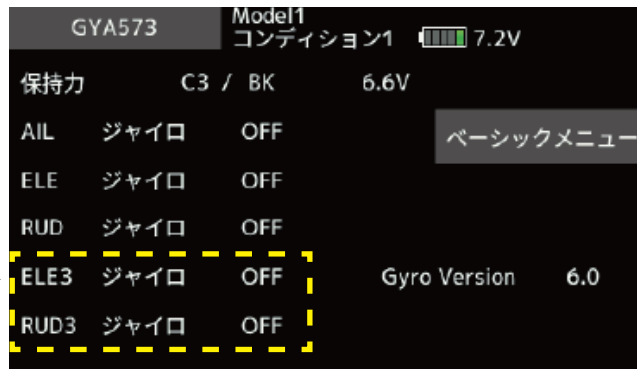 GYA573
Model1
コンディション1 7.2V
保持力 C3 / BK 6.6V
AIL ジャイロ OFF
ベーシックメニュー
ELE ジャイロ OFF
RUD ジャイロ OFF
ELE3 ジャイロ OFF Gyro Version 6.0
RUD3 ジャイロ OFF